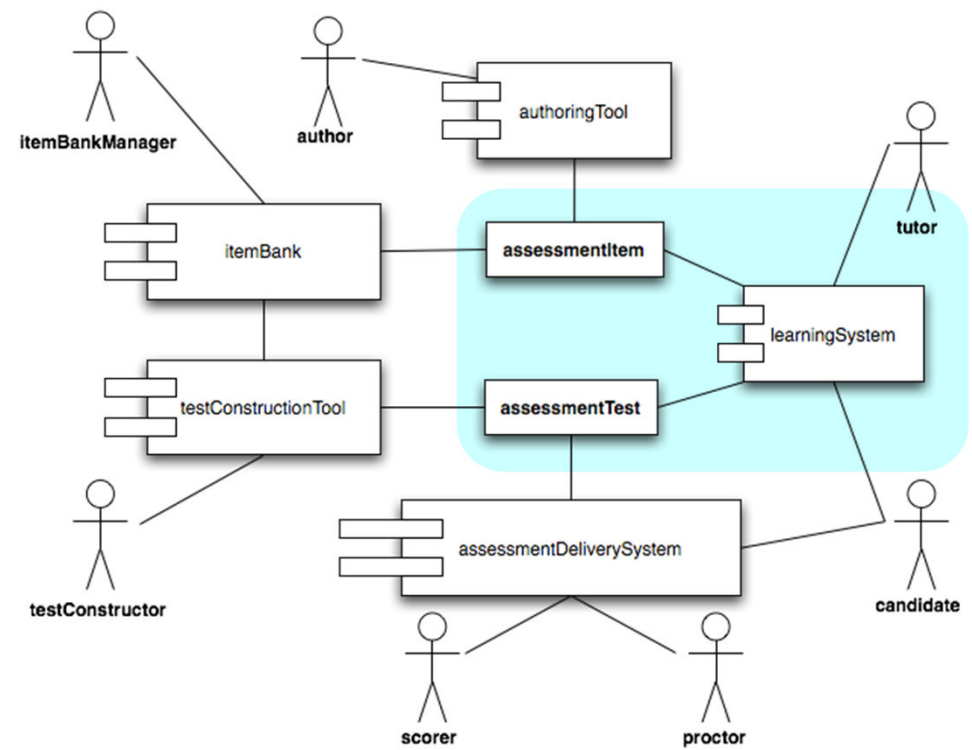 itemBankManager
author
authoringTool
tutor
itemBank
assessmentItem
learningSystem
testConstructionTool
assessmentTest
testConstructor
assessmentDeliverySystem
candidate
scorer
proctor